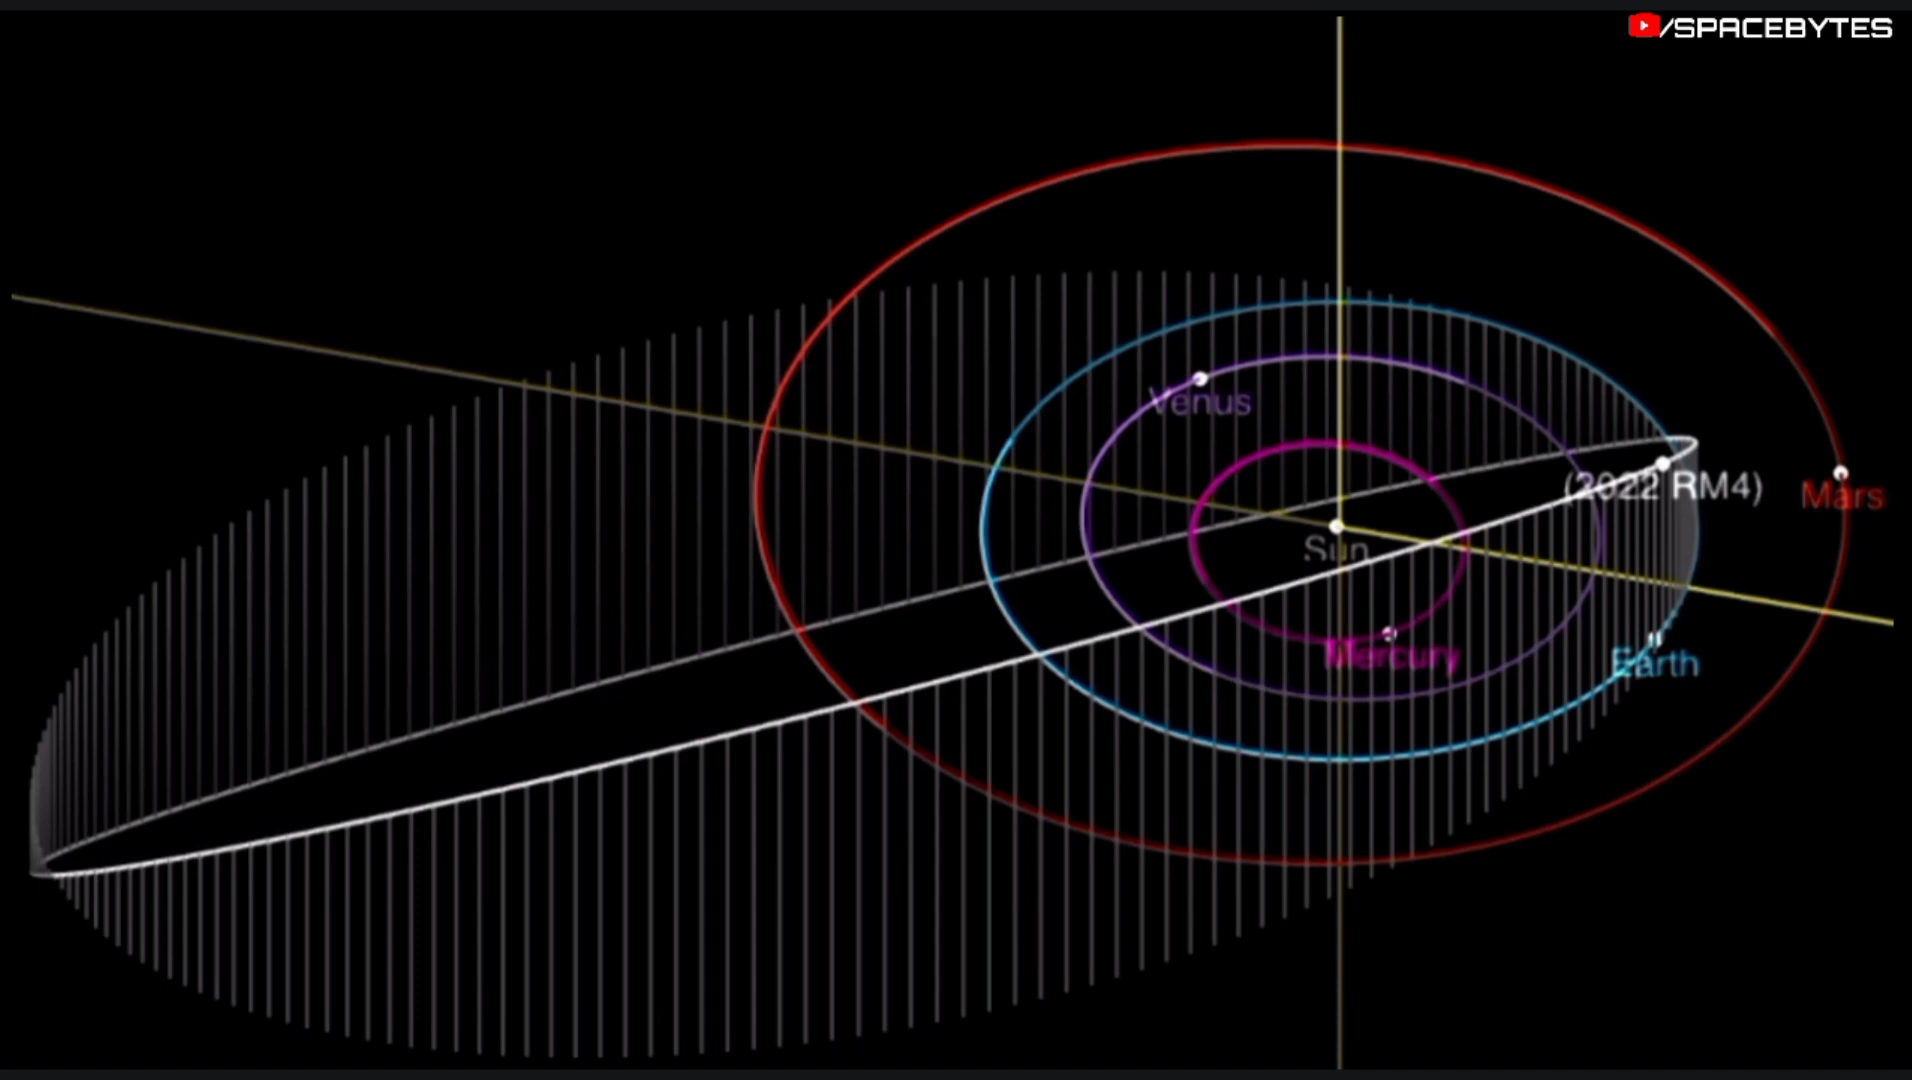 /SPACEBYTES
Venus
(2022 RM4)
Mars
Sun
Mercury
Earth